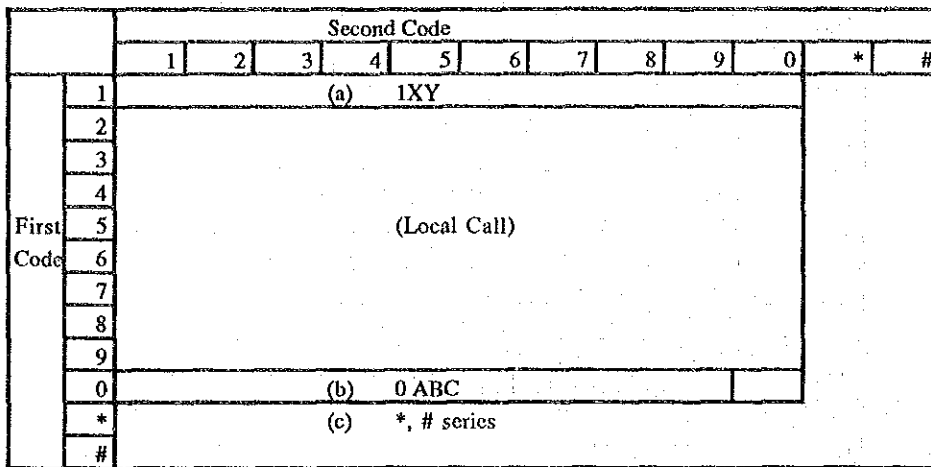 Second Code
1 2 3 4 5 6 7 8 9 0 * #
1 (a) 1XY
2
3
4
First 5 (Local Call)
Code 6
7
8
9
0 (b) 0 ABC
* (c) *, # series
#